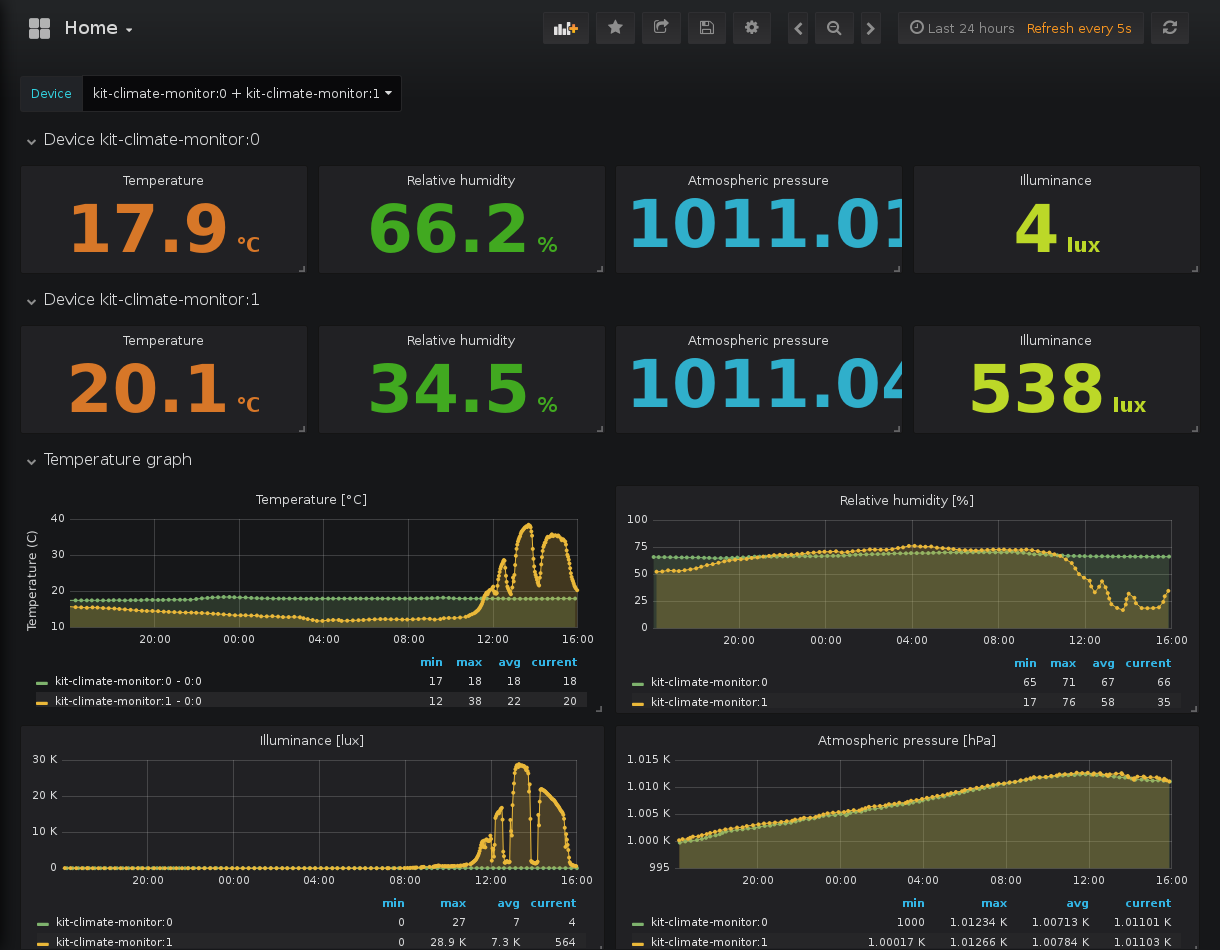 Home
Last 24 hours Refresh every 5s
Device kit-climate-monitor:0 + kit-climate-monitor:1
Device kit-climate-monitor:0
Temperature Relative humidity Atmospheric pressure Illuminance
17.9 °C 66.2 % 1011.01 4 lux
Device kit-climate-monitor:1
Temperature Relative humidity Atmospheric pressure Illuminance
20.1 °C 34.5 % 1011.04 538 lux
Temperature graph
Temperature [°C]
Temperature (C)
40
30
20
10
20:00 00:00 04:00 08:00 12:00 16:00
min max avg current
kit-climate-monitor:0 - 0:0 17 18 18 18
kit-climate-monitor:1 - 0:0 12 38 22 20
Relative humidity [%]
100
75
50
25
0
20:00 00:00 04:00 08:00 12:00 16:00
min max avg current
kit-climate-monitor:0 65 71 67 66
kit-climate-monitor:1 17 76 58 35
Illuminance [lux]
30 K
20 K
10 K
0
20:00 00:00 04:00 08:00 12:00 16:00
min max avg current
kit-climate-monitor:0 0 27 7 4
kit-climate-monitor:1 0 28.9 K 7.3 K 564
Atmospheric pressure [hPa]
1.015 K
1.010 K
1.005 K
1.000 K
995
20:00 00:00 04:00 08:00 12:00 16:00
min max avg current
kit-climate-monitor:0 1000 1.01234 K 1.00713 K 1.01101 K
kit-climate-monitor:1 1.00017 K 1.01266 K 1.00784 K 1.01103 K